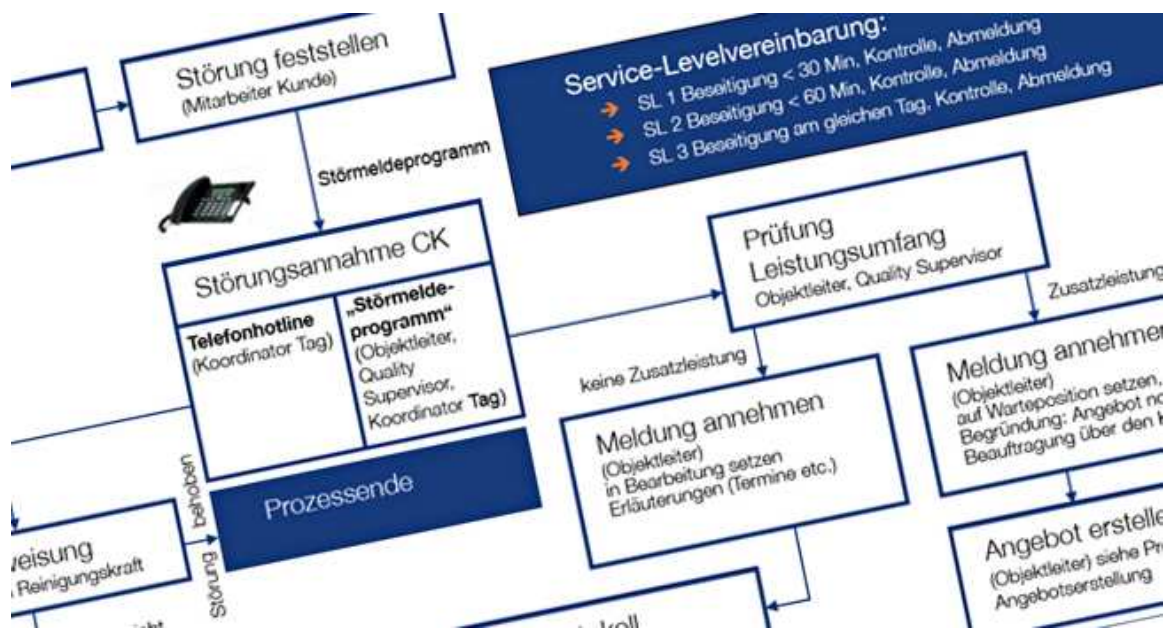 Störung feststellen
(Mitarbeiter Kunde)
Service-Levelvereinbarung:
SL 1 Beseitigung < 30 Min, Kontrolle, Abmeldung
SL 2 Beseitigung < 60 Min, Kontrolle, Abmeldung
SL 3 Beseitigung am gleichen Tag, Kontrolle, Abmeldung
Störmeldeprogramm
Störungsannahme CK
Telefonhotline
(Koordinator Tag)
„Störmelde-
programm“
(Objektleiter,
Quality
Supervisor,
Koordinator Tag)
Prüfung
Leistungsumfang
Objektleiter, Quality Supervisor
Zusatzleistung
keine Zusatzleistung
Meldung annehmen
(Objektleiter)
in Bearbeitung setzen
Erläuterungen (Termine etc.)
Meldung annehmen
(Objektleiter)
auf Warteposition setzen,
Begründung: Angebot
Beauftragung über den
Prozessende
Störung behoben
weisung
Reinigungskraft
Angebot erstelle
(Objektleiter) siehe
Angebotserstellung